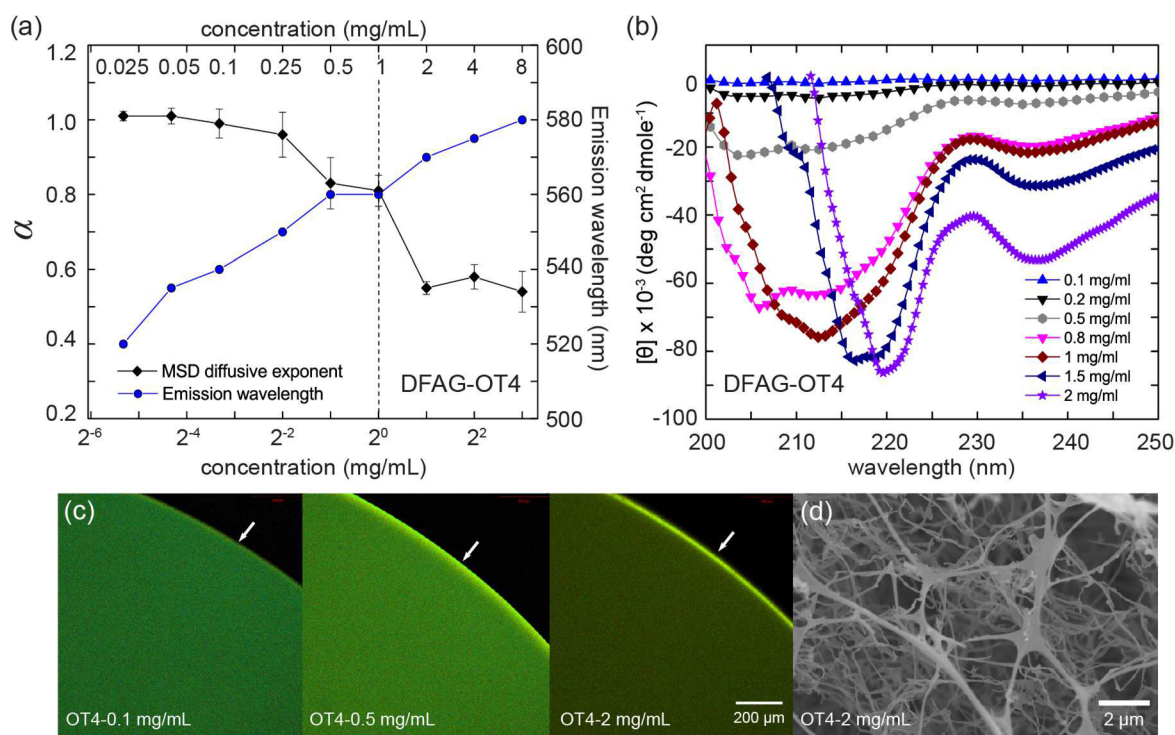 (a)
concentration (mg/mL)
0.025 0.05 0.1 0.25 0.5 1 2 4 8
1.2
1.0
0.8
0.6
0.4
0.2
α
600
580
560
540
520
500
Emission wavelength (nm)
MSD diffusive exponent
Emission wavelength
DFAG-OT4
2-6 2-4 2-2 20 22
concentration (mg/mL)
(b)
0
-20
-40
-60
-80
-100
[θ] x 10-3 (deg cm2 dmole-1)
0.1 mg/ml
0.2 mg/ml
0.5 mg/ml
0.8 mg/ml
1 mg/ml
1.5 mg/ml
2 mg/ml
DFAG-OT4
200 210 220 230 240 250
wavelength (nm)
(c)
OT4-0.1 mg/mL
OT4-0.5 mg/mL
OT4-2 mg/mL
200 μm
(d)
OT4-2 mg/mL
2 μm